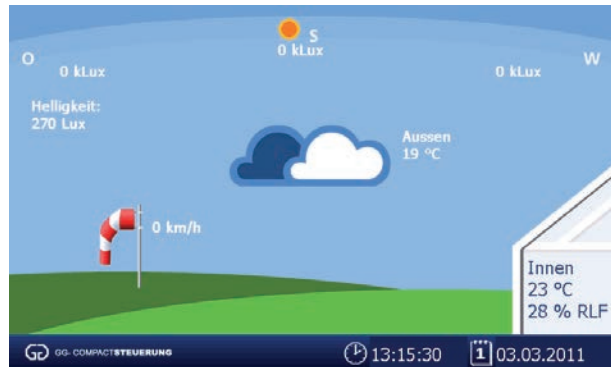 S
0 kLux
O
W
0 kLux
0 kLux
Helligkeit:
270 Lux
Aussen
19 °C
0 km/h
Innen
23 °C
28 % RLF
GG GG- COMPACTSTEUERUNG
13:15:30
1 03.03.2011